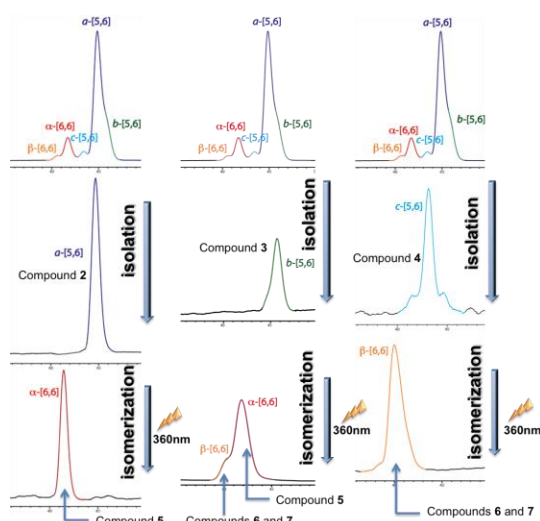 a-[5,6]
b-[5,6]
α-[6,6]
c-[5,6]
β-[6,6]
a-[5,6]
b-[5,6]
α-[6,6]
c-[5,6]
β-[6,6]
a-[5,6]
b-[5,6]
α-[6,6]
c-[5,6]
β-[6,6]
isolation
a-[5,6]
Compound 2
isolation
Compound 3
b-[5,6]
isolation
c-[5,6]
Compound 4
isomerization
α-[6,6]
360nm
Compound 5
isomerization
α-[6,6]
β-[6,6]
360nm
Compound 5
Compounds 6 and 7
isomerization
β-[6,6]
360nm
Compounds 6 and 7